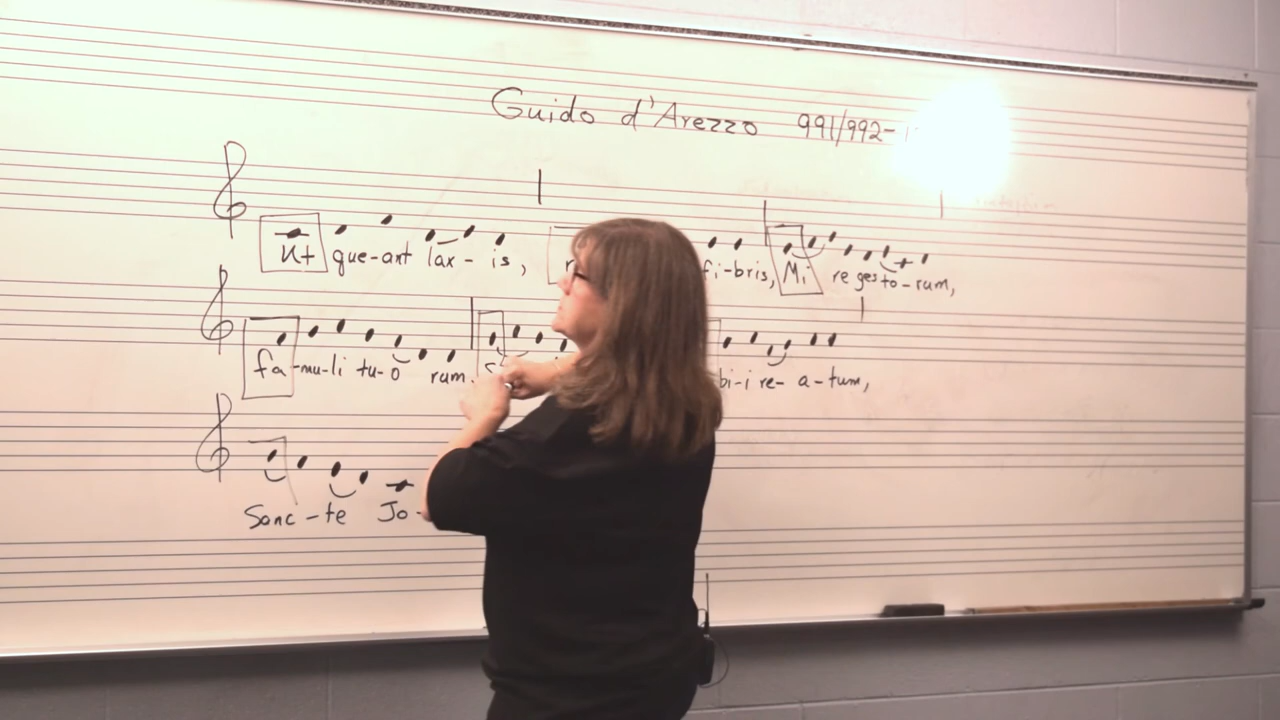 Guido d'Arezzo 991/992-
Ut que-ant lax-is, fi-bris, Mi re ges to-rum,
fa-mu-li tu-o rum. bi-i re- a-tum,
Sanc-te Jo-